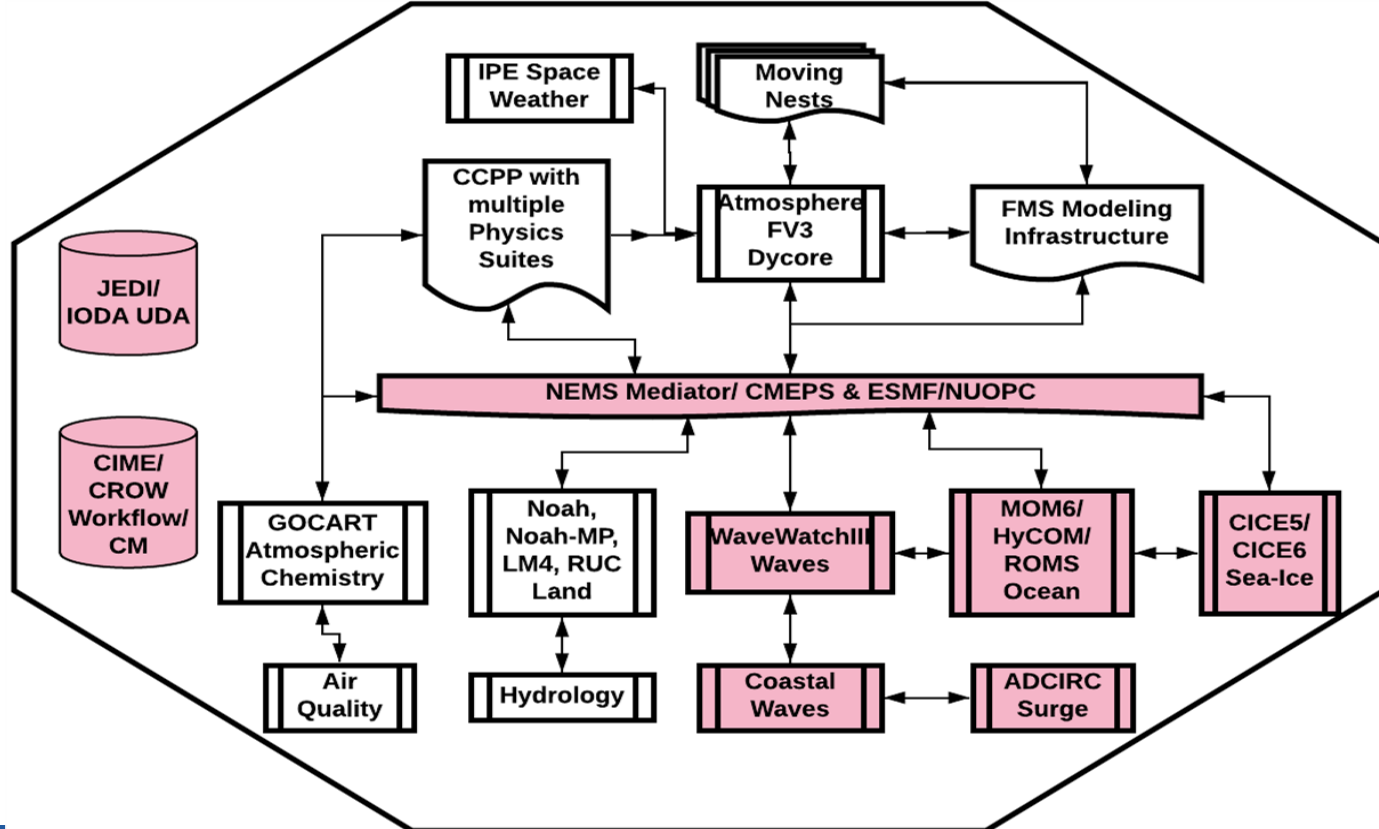 IPE Space
Weather
Moving
Nests
CCPP with
multiple
Physics
Suites
Atmosphere
FV3
Dycore
FMS Modeling
Infrastructure
JEDI/
IODA UDA
NEMS Mediator/ CMEPS & ESMF/NUOPC
CIME/
CROW
Workflow/
CM
GOCART
Atmospheric
Chemistry
Noah,
Noah-MP,
LM4, RUC
Land
WaveWatchIII
Waves
MOM6/
HyCOM/
ROMS
Ocean
CICE5/
CICE6
Sea-Ice
Air
Quality
Hydrology
Coastal
Waves
ADCIRC
Surge